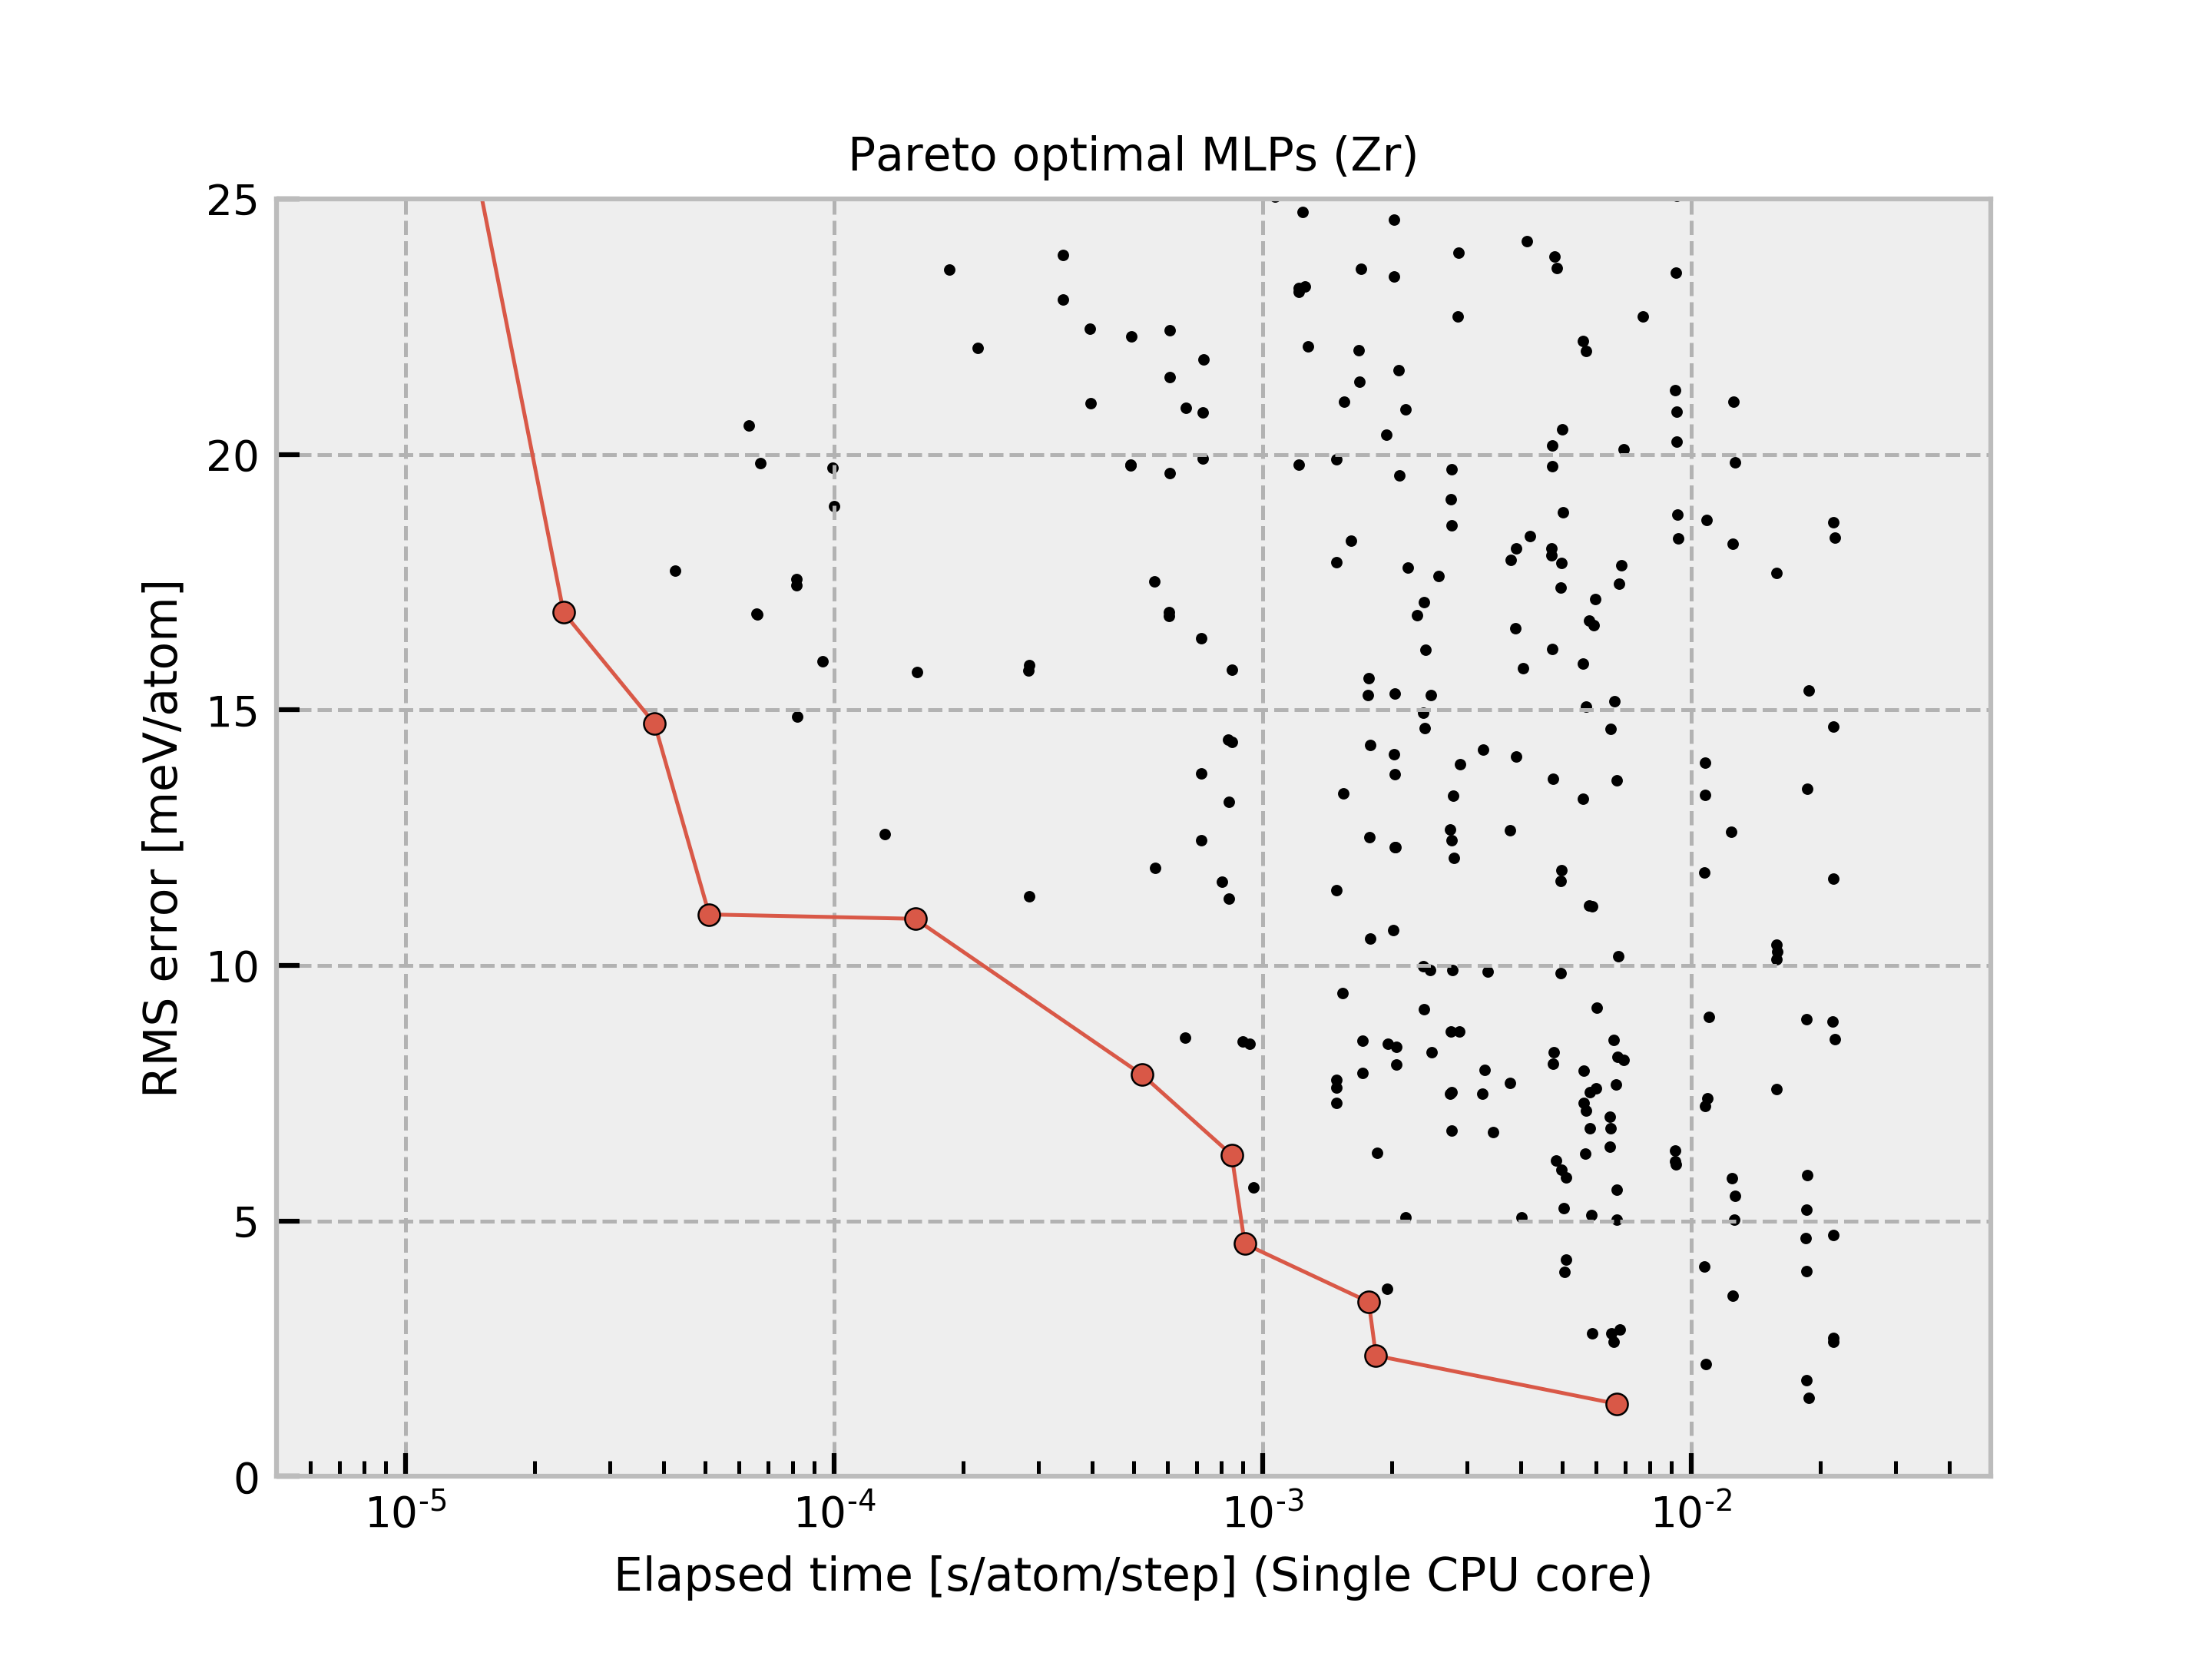 Pareto optimal MLPs (Zr)
25
20
15
10
5
0
RMS error [meV/atom]
10-5 10-4 10-3 10-2
Elapsed time [s/atom/step] (Single CPU core)